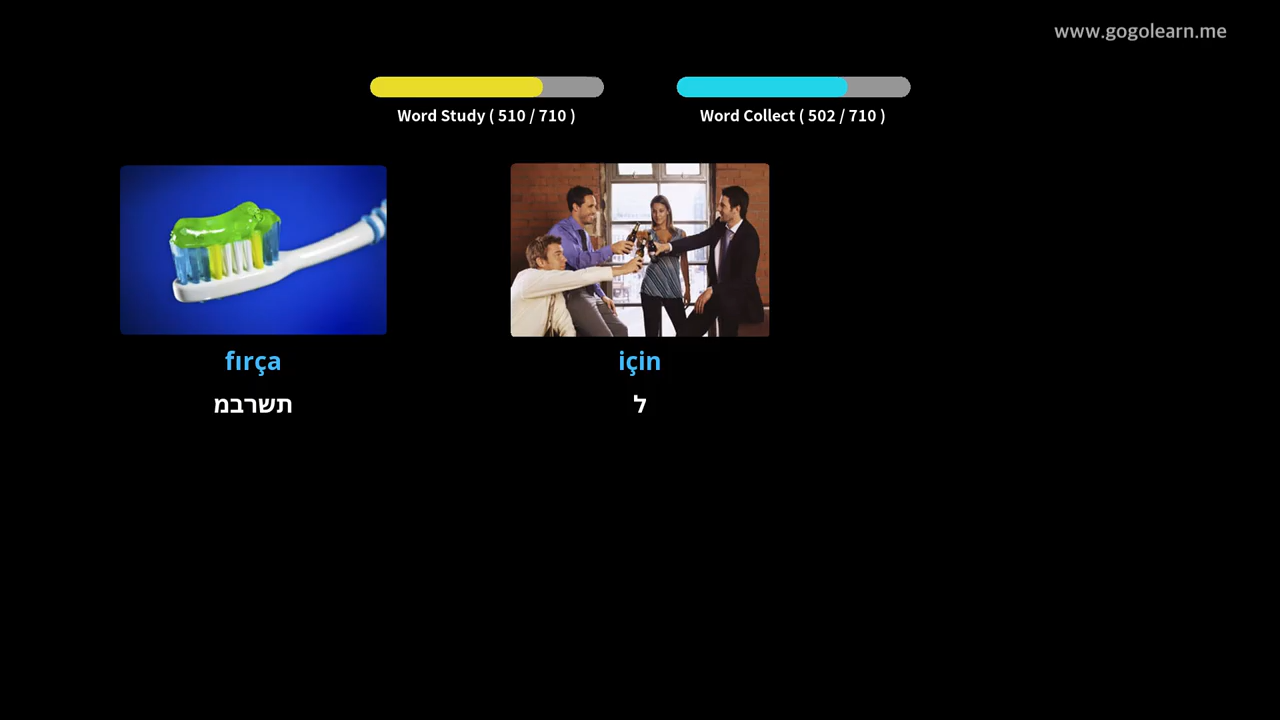 www.gogolearn.me
Word Study ( 510 / 710 )
Word Collect ( 502 / 710 )
fırça
תשרבמ
için
ל